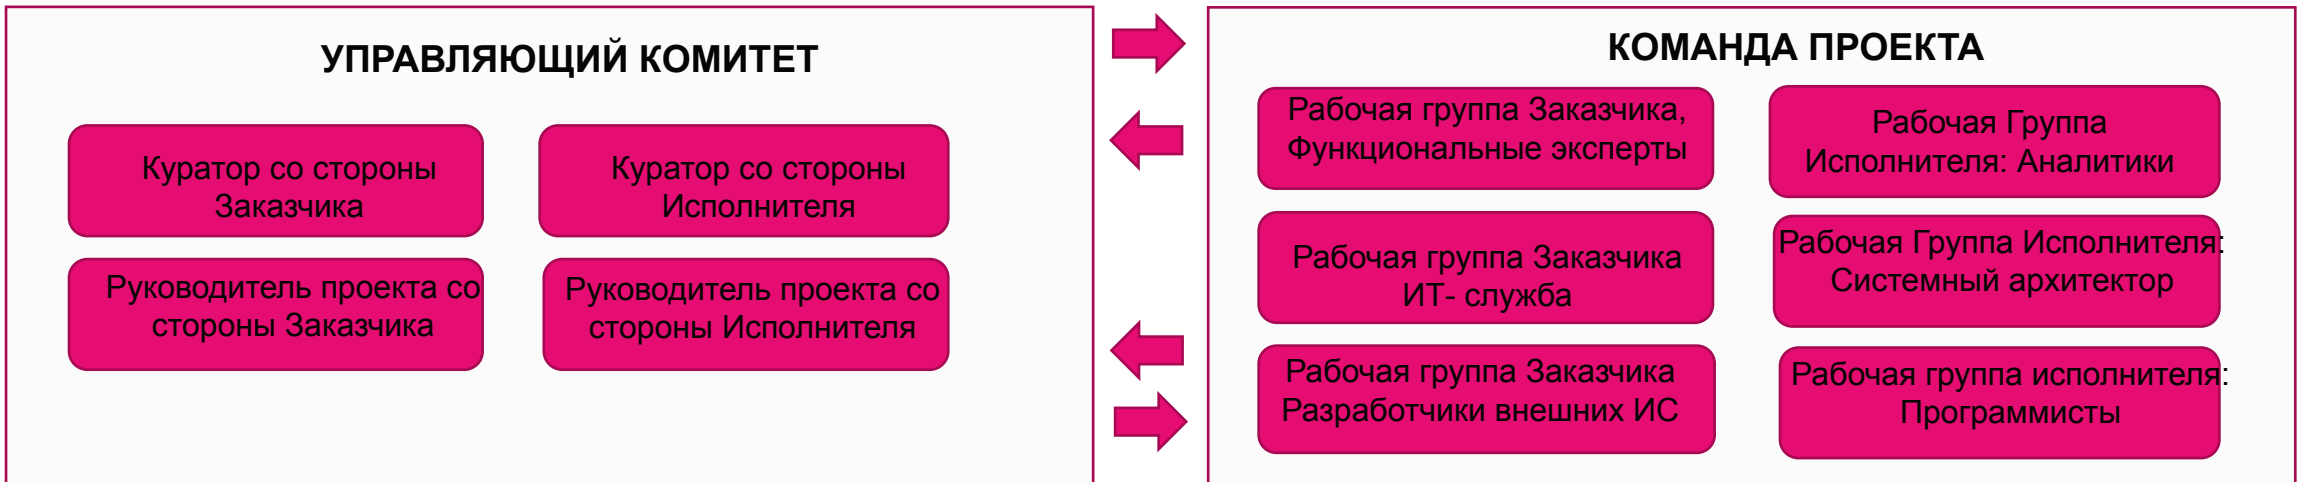 УПРАВЛЯЮЩИЙ КОМИТЕТ
Куратор со стороны
Заказчика
Куратор со стороны
Исполнителя
Руководитель проекта со
стороны Заказчика
Руководитель проекта со
стороны Исполнителя
КОМАНДА ПРОЕКТА
Рабочая группа Заказчика,
Функциональные эксперты
Рабочая Группа
Исполнителя: Аналитики
Рабочая группа Заказчика
ИТ- служба
Рабочая Группа Исполнителя:
Системный архитектор
Рабочая группа Заказчика
Разработчики внешних ИС
Рабочая группа исполнителя:
Программисты